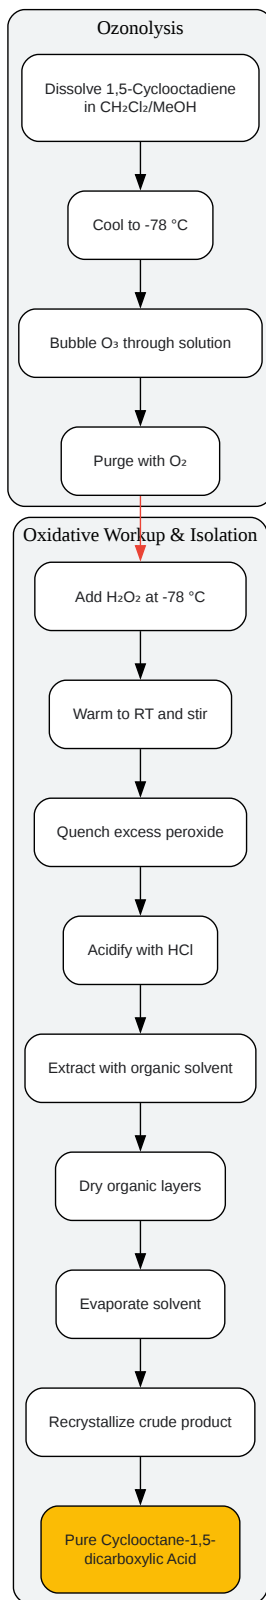 Ozonolysis
Dissolve 1,5-Cyclooctadiene
in CH₂Cl₂/MeOH
Cool to -78 °C
Bubble O₃ through solution
Purge with O₂
Oxidative Workup & Isolation
Add H₂O₂ at -78 °C
Warm to RT and stir
Quench excess peroxide
Acidify with HCl
Extract with organic solvent
Dry organic layers
Evaporate solvent
Recrystallize crude product
Pure Cyclooctane-1,5-
dicarboxylic Acid